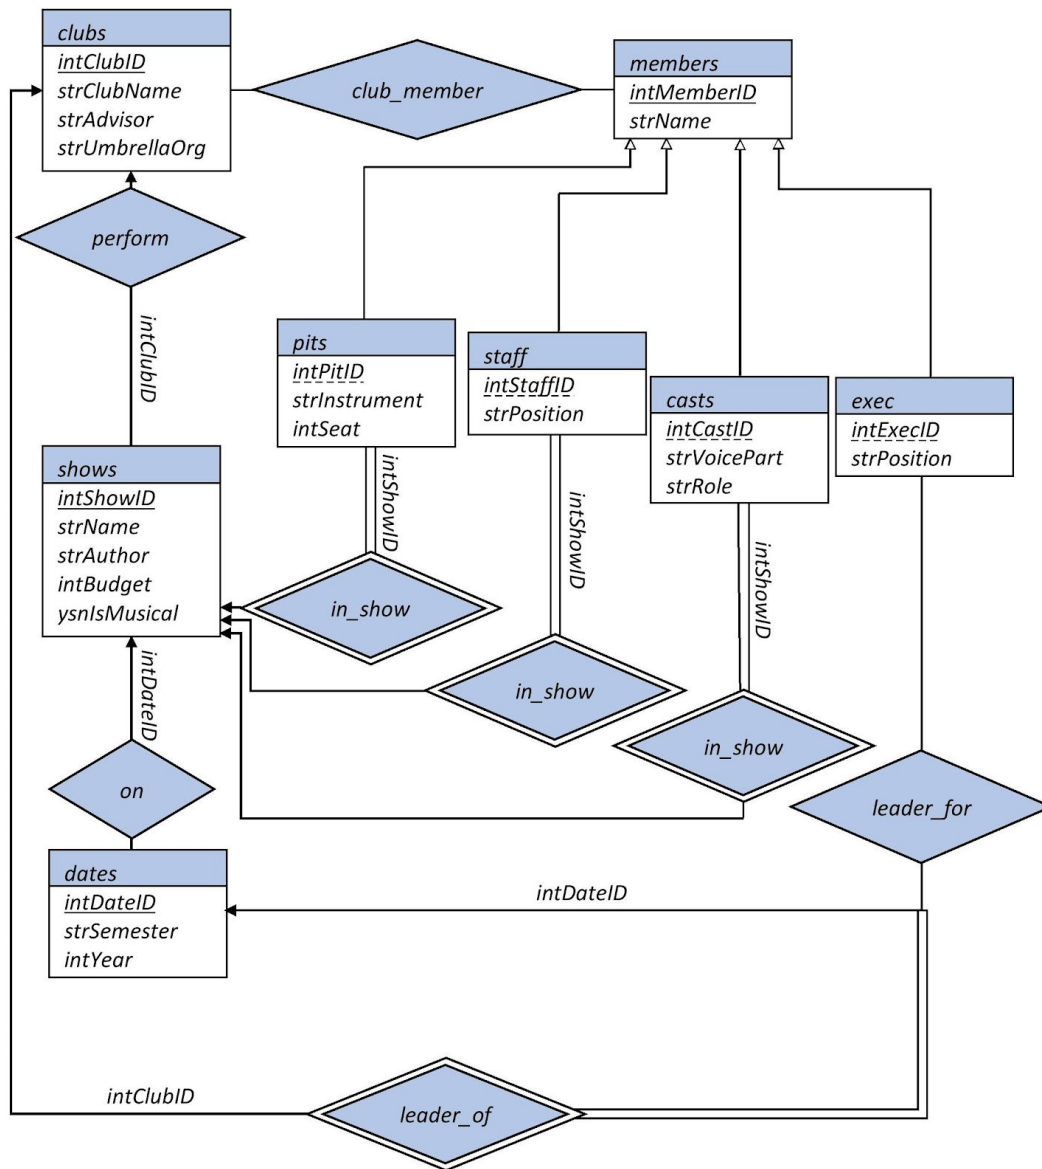 clubs
intClubID
strClubName
strAdvisor
strUmbrellaOrg
club_member
members
intMemberID
strName
perform
intClubID
pits
intPitID
strInstrument
intSeat
staff
intStaffID
strPosition
casts
intCastID
strVoicePart
strRole
exec
intExecID
strPosition
shows
intShowID
strName
strAuthor
intBudget
ysnIsMusical
intShowID
intShowID
intShowID
in_show
in_show
in_show
intDateID
on
leader_for
dates
intDateID
strSemester
intYear
intDateID
intClubID
leader_of